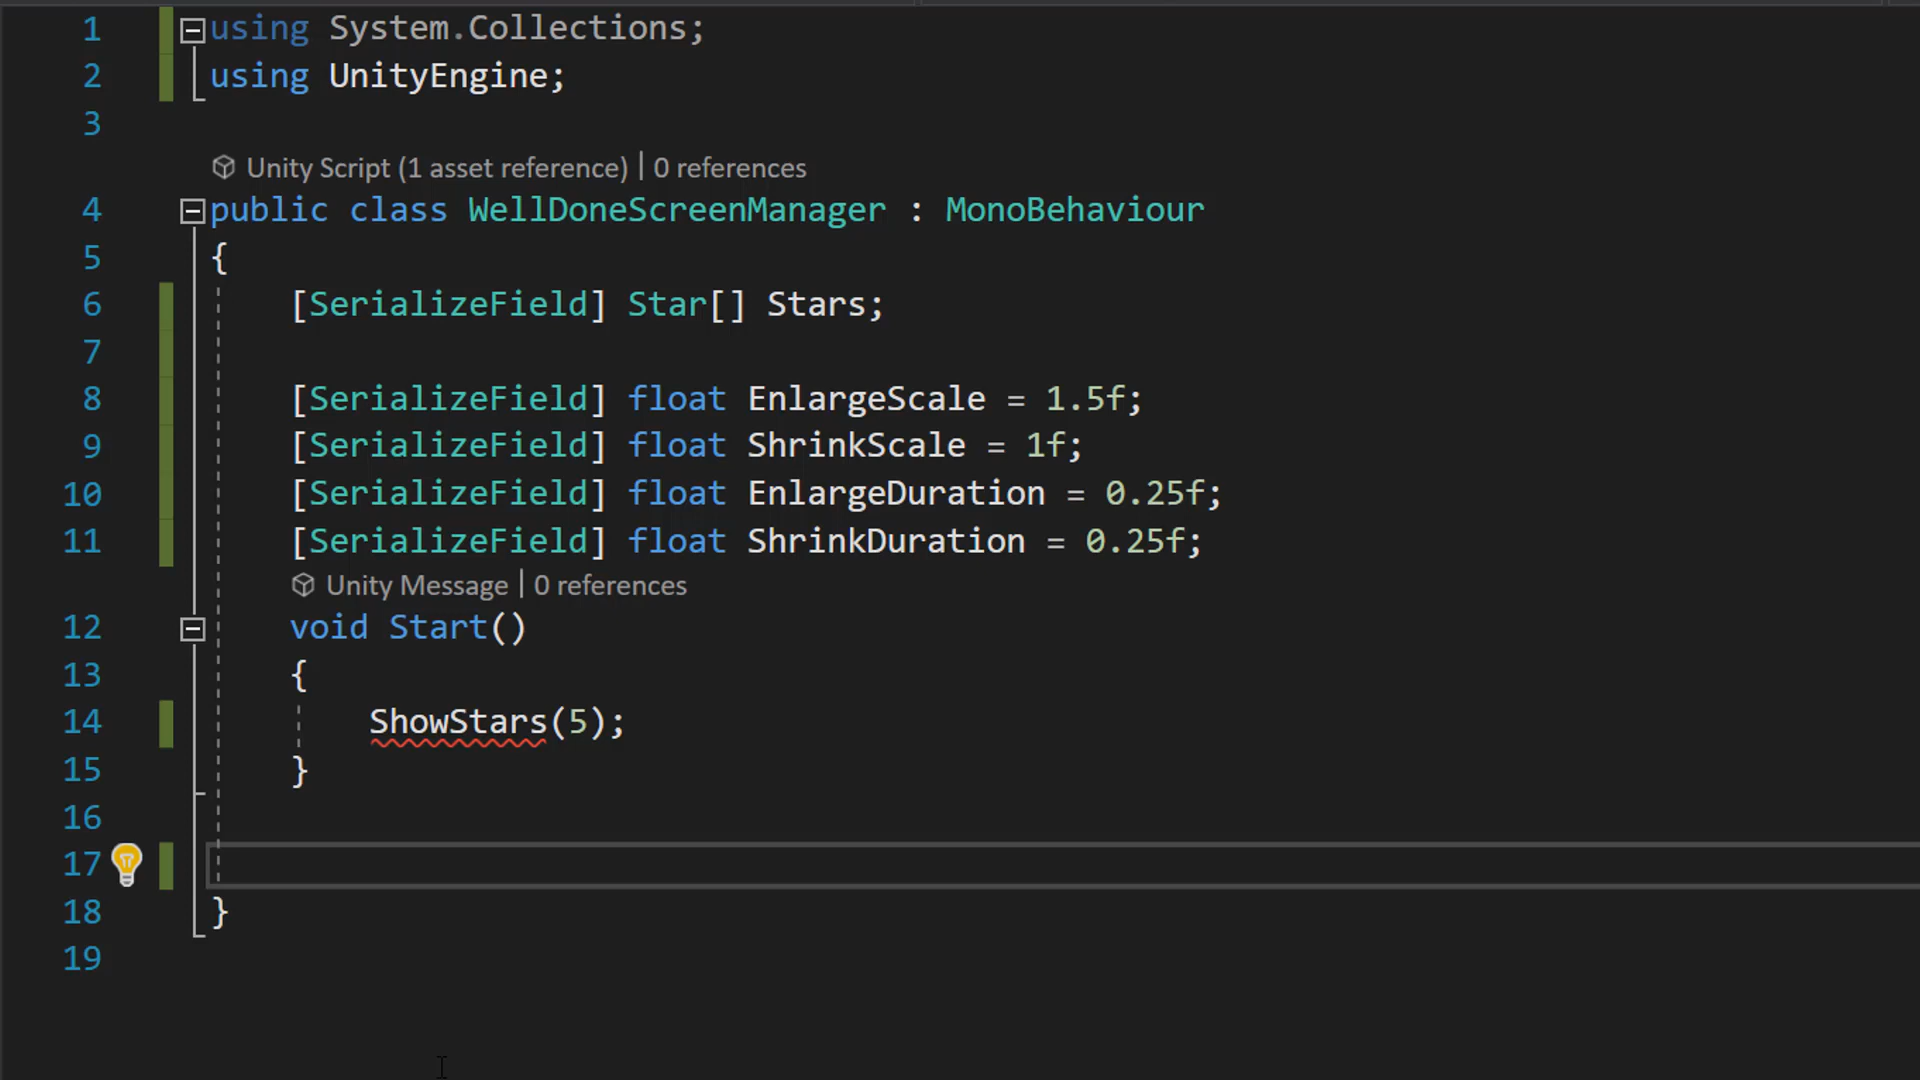 1 using System.Collections;
2 using UnityEngine;
3
Unity Script (1 asset reference) | 0 references
4 public class WellDoneScreenManager : MonoBehaviour
5 {
6 [SerializeField] Star[] Stars;
7
8 [SerializeField] float EnlargeScale = 1.5f;
9 [SerializeField] float ShrinkScale = 1f;
10 [SerializeField] float EnlargeDuration = 0.25f;
11 [SerializeField] float ShrinkDuration = 0.25f;
Unity Message | 0 references
12 void Start()
13 {
14 ShowStars(5);
15 }
16
17
18 }
19